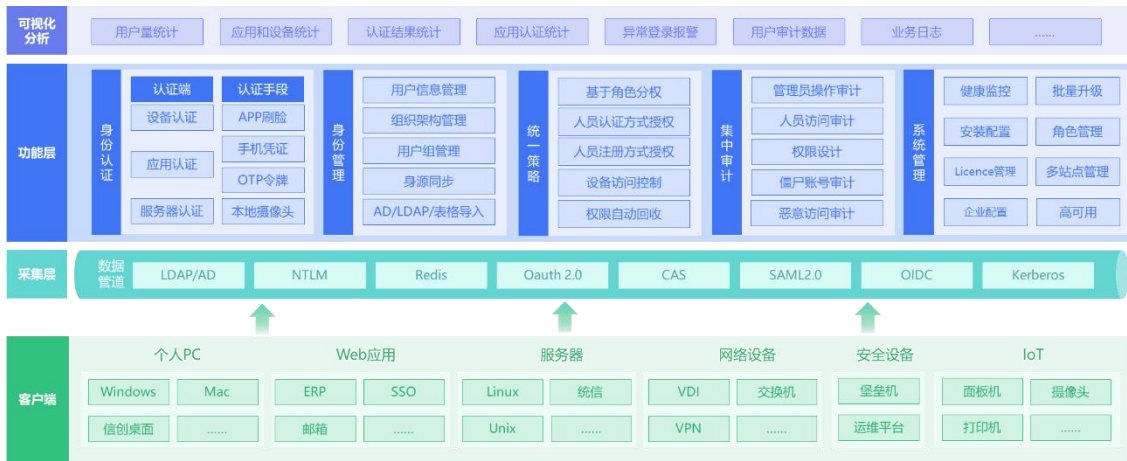 可视化
分析
用户量统计
应用和设备统计
认证结果统计
应用认证统计
异常登录报警
用户审计数据
业务日志
......
功能层
身份认证
认证端
设备认证
应用认证
服务器认证
认证手段
APP刷脸
手机凭证
OTP令牌
本地摄像头
身份管理
用户信息管理
组织架构管理
用户组管理
身源同步
AD/LDAP/表格导入
统一策略
基于角色分权
人员认证方式授权
人员注册方式授权
设备访问控制
权限自动回收
集中审计
管理员操作审计
人员访问审计
权限设计
僵尸账号审计
恶意访问审计
系统管理
健康监控
批量升级
安装配置
角色管理
Licence管理
多站点管理
企业配置
高可用
采集层
数据
管道
LDAP/AD
NTLM
Redis
Oauth 2.0
CAS
SAML2.0
OIDC
Kerberos
客户端
个人PC
Windows
Mac
信创桌面
......
Web应用
ERP
SSO
邮箱
......
服务器
Linux
统信
Unix
......
网络设备
VDI
交换机
VPN
......
安全设备
堡垒机
运维平台
IoT
面板机
摄像头
打印机
......